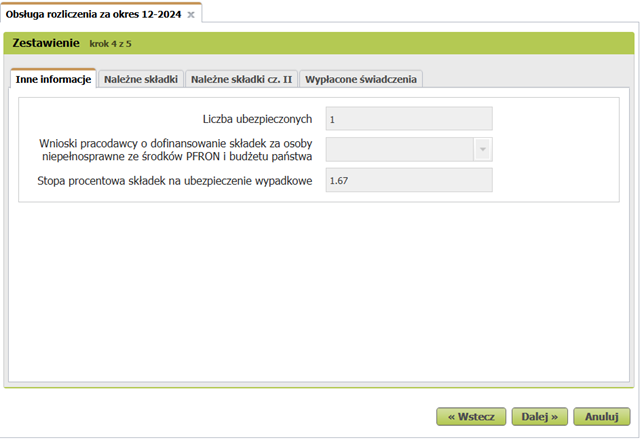 Obsługa rozliczenia za okres 12-2024
Zestawienie krok 4 z 5
Inne informacje
Należne składki
Należne składki cz. II
Wypłacone świadczenia
Liczba ubezpieczonych
1
Wnioski pracodawcy o dofinansowanie składek za osoby
niepełnosprawne ze środków PFRON i budżetu państwa
Stopa procentowa składek na ubezpieczenie wypadkowe
1.67
« Wstecz
Dalej »
Anuluj